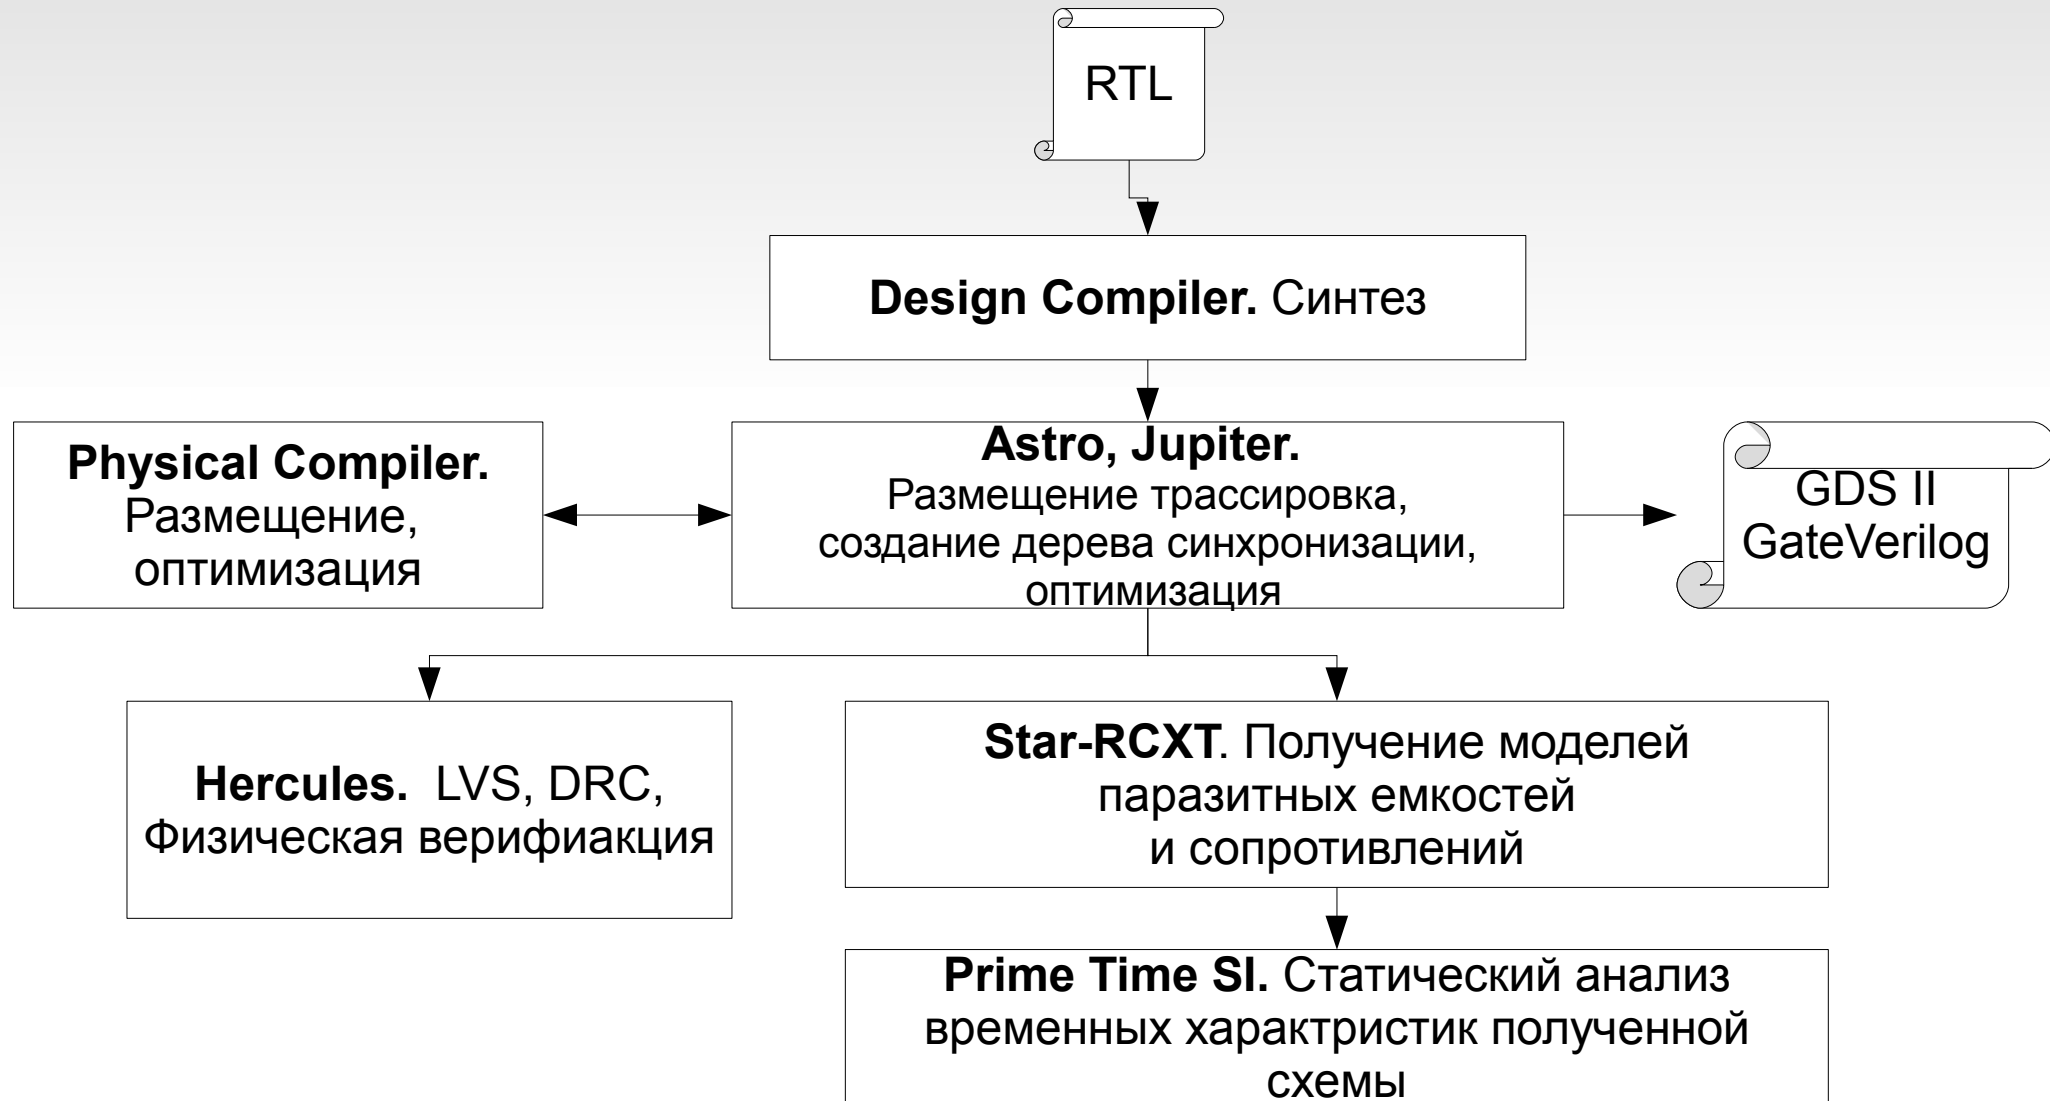 RTL
Design Compiler. Синтез
Physical Compiler.
Размещение,
оптимизация
Astro, Jupiter.
Размещение трассировка,
создание дерева синхронизации,
оптимизация
GDS II
GateVerilog
Hercules.  LVS, DRC,
Физическая верифиакция
Star-RCXT. Получение моделей
паразитных емкостей
и сопротивлений
Prime Time SI. Статический анализ
временных характристик полученной
схемы